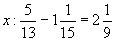 x : 5/13 − 1 1/15 = 2 1/9